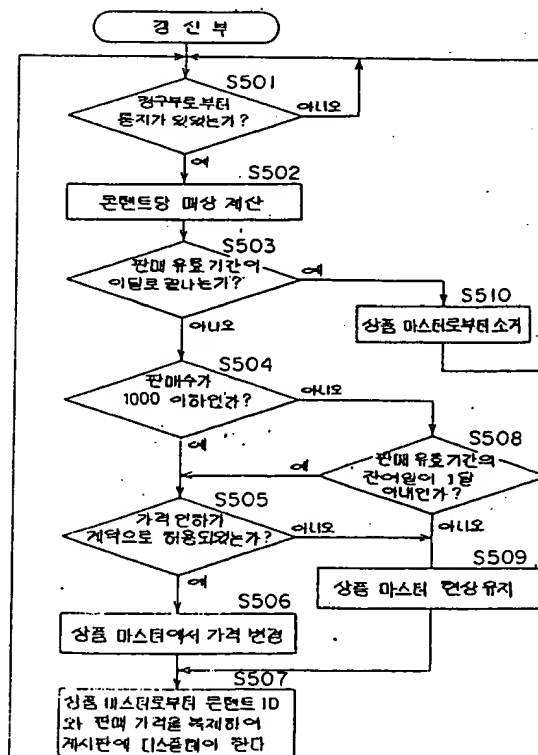 갱신부
S501
청구부로부터
통지가 있었는가?
아니오
예
S502
콘텐트당 매상 계산
S503
판매 유효기간이
이달로 끝나는가?
예
S510
상품 마스터로부터 소거
아니오
S504
판매수가
1000 이하인가?
아니오
예
S508
판매 유효기간의
잔여일이 1달
이내인가?
예
아니오
S505
가격 인하가
계약으로 허용되었는가?
아니오
예
S509
상품 마스터 현상 유지
S506
상품 마스터에서 가격 변경
S507
상품 마스터로부터 콘텐트 ID
와 판매 가격을 복제하여
게시판에 디스플레이 한다